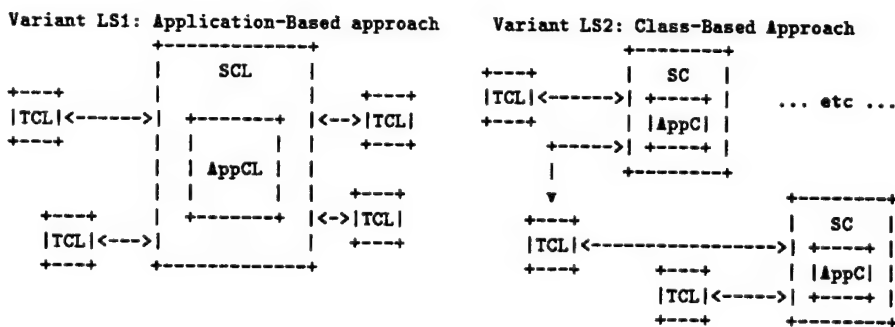 Variant LS1: Application-Based approach
SCL
TCL
TCL
AppCL
TCL
TCL
Variant LS2: Class-Based Approach
SC
TCL
... etc ...
AppC
SC
TCL
AppC
TCL